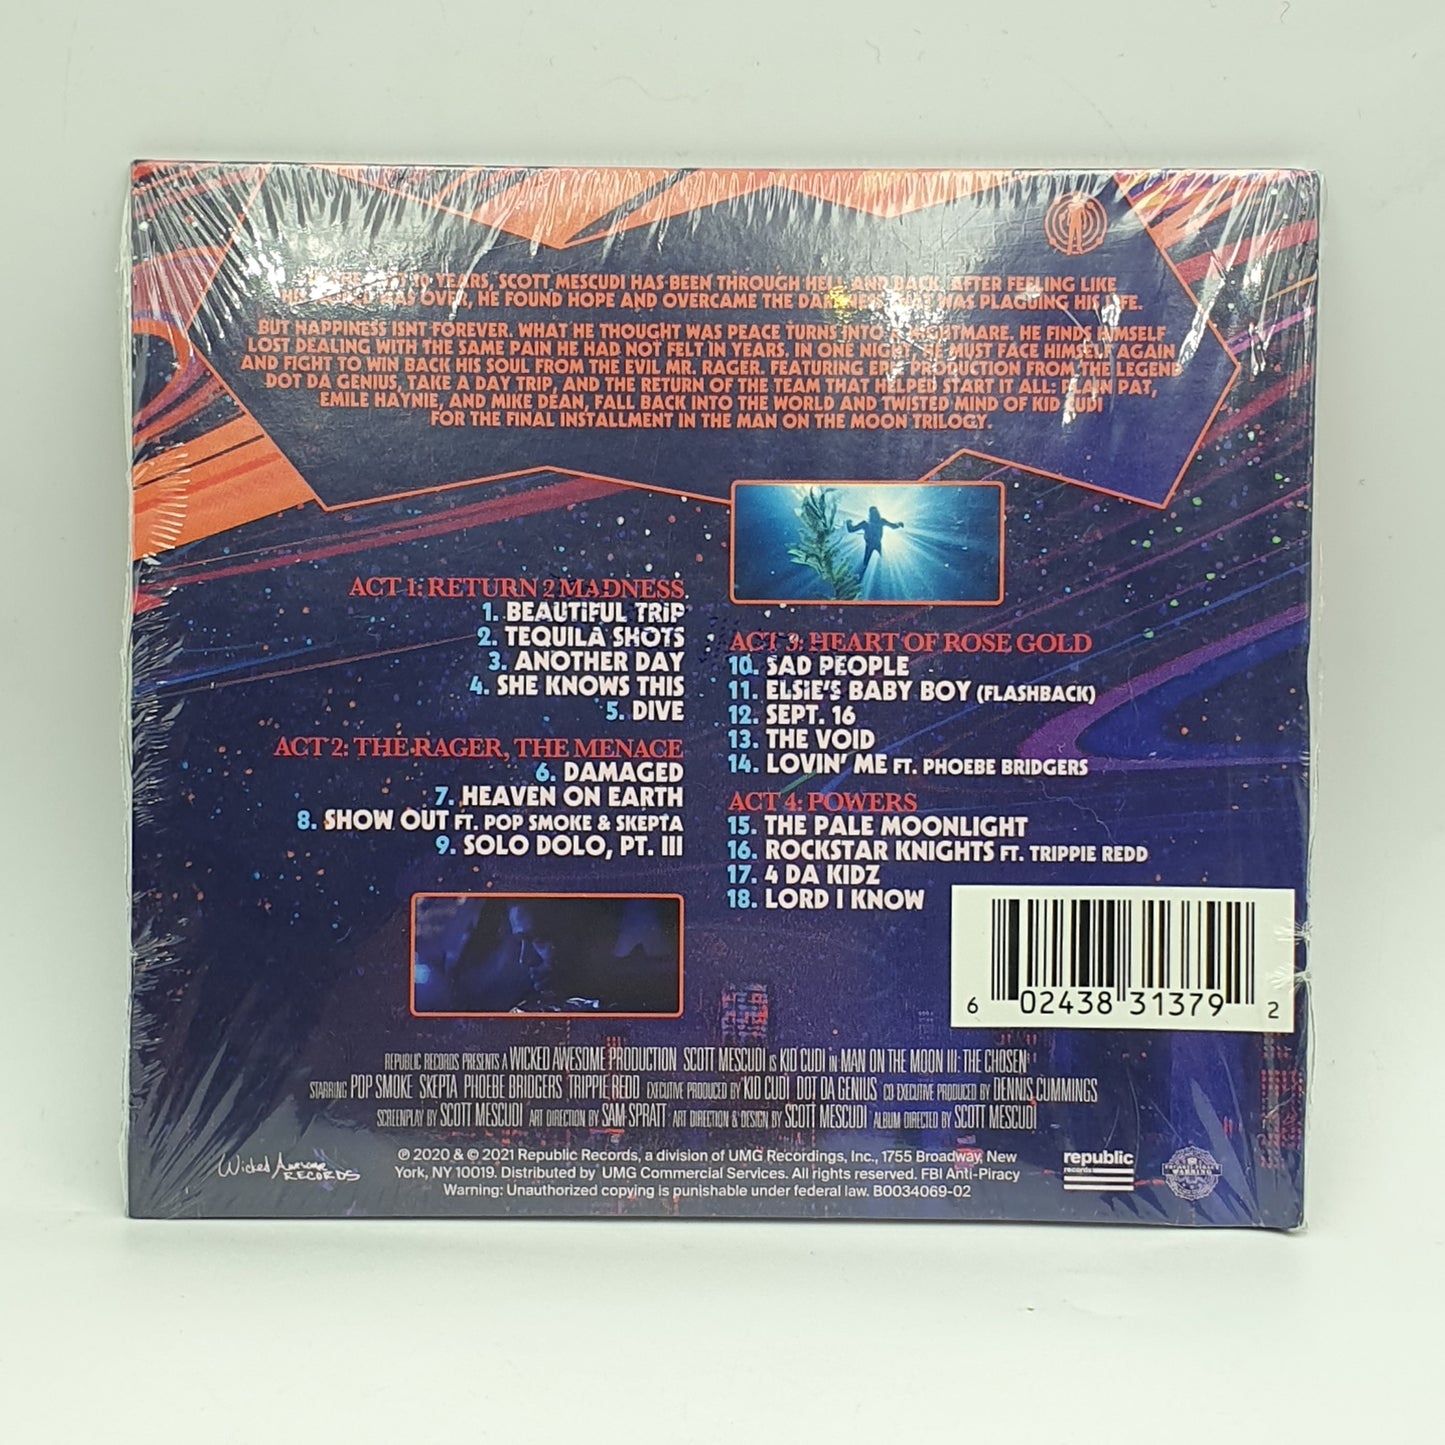 10 YEARS, SCOTT MESCUDI HAS BEEN THROUGH HELL AND BACK. AFTER FEELING LIKE
HIS WAS OVER, HE FOUND HOPE AND OVERCAME THE DARKNESS THAT WAS PLAGUING HIS LIFE.
BUT HAPPINESS ISNT FOREVER. WHAT HE THOUGHT WAS PEACE TURNS INTO A NIGHTMARE. HE FINDS HIMSELF
LOST DEALING WITH THE SAME PAIN HE HAD NOT FELT IN YEARS. IN ONE NIGHT, HE MUST FACE HIMSELF AGAIN
AND FIGHT TO WIN BACK HIS SOUL FROM THE EVIL MR. RAGER. FEATURING EPIC PRODUCTION FROM THE LEGEND
DOT DA GENIUS, TAKE A DAY TRIP, AND THE RETURN OF THE TEAM THAT HELPED START IT ALL: PLAIN PAT,
EMILE HAYNIE, AND MIKE DEAN, FALL BACK INTO THE WORLD AND TWISTED MIND OF KID CUDI
FOR THE FINAL INSTALLMENT IN THE MAN ON THE MOON TRILOGY.
ACT 1: RETURN 2 MADNESS
1. BEAUTIFUL TRIP
2. TEQUILA SHOTS
3. ANOTHER DAY
4. SHE KNOWS THIS
5. DIVE
ACT 2: THE RAGER, THE MENACE
6. DAMAGED
7. HEAVEN ON EARTH
8. SHOW OUT FT. POP SMOKE & SKEPTA
9. SOLO DOLO, PT. III
ACT 3: HEART OF ROSE GOLD
10. SAD PEOPLE
11. ELSIE'S BABY BOY (FLASHBACK)
12. SEPT. 16
13. THE VOID
14. LOVIN' ME FT. PHOEBE BRIDGERS
ACT 4: POWERS
15. THE PALE MOONLIGHT
16. ROCKSTAR KNIGHTS FT. TRIPPIE REDD
17. 4 DA KIDZ
18. LORD I KNOW
6 02438 31379 2
REPUBLIC RECORDS PRESENTS A WICKED AWESOME PRODUCTION SCOTT MESCUDI IS KID CUDI IN MAN ON THE MOON III: THE CHOSEN
STARRING POP SMOKE SKEPTA PHOEBE BRIDGERS TRIPPIE REDD EXECUTIVE PRODUCED BY KID CUDI DOT DA GENIUS CO EXECUTIVE PRODUCED BY DENNIS CUMMINGS
SCREENPLAY BY SCOTT MESCUDI ART DIRECTION BY SAM SPRATT ART DIRECTION & DESIGN BY SCOTT MESCUDI ALBUM DIRECTED BY SCOTT MESCUDI
Wicked Awesome
RECORDS
℗ 2020 & © 2021 Republic Records, a division of UMG Recordings, Inc., 1755 Broadway, New
York, NY 10019. Distributed by UMG Commercial Services. All rights reserved. FBI Anti-Piracy
Warning: Unauthorized copying is punishable under federal law. B0034069-02
republic
records
FBI ANTI-PIRACY
WARNING